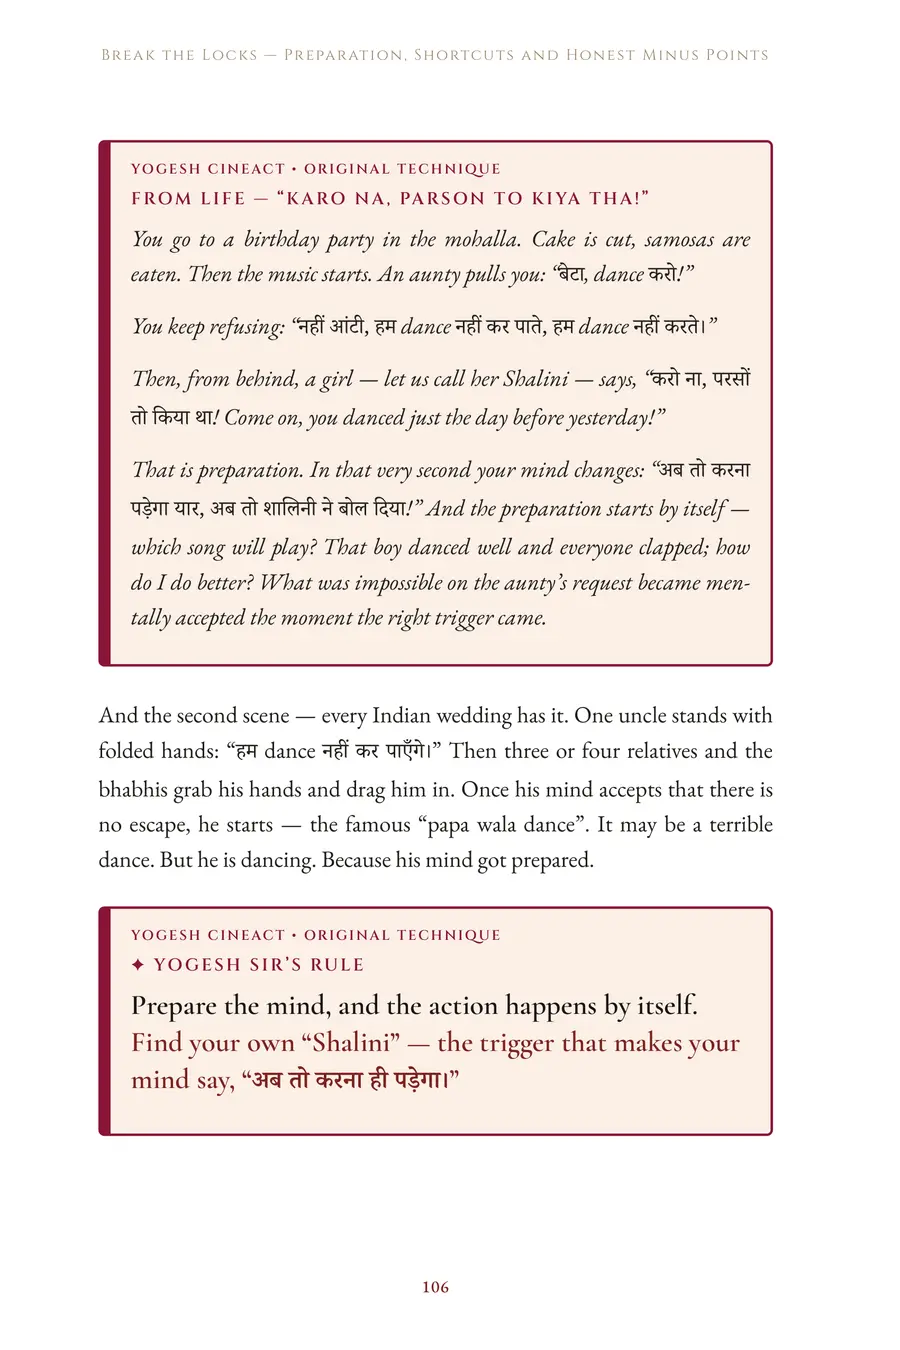 Break the Locks — Preparation, Shortcuts and Honest Minus Points
YOGESH CINEACT • ORIGINAL TECHNIQUE
FROM LIFE — “KARO NA, PARSON TO KIYA THA!”
You go to a birthday party in the mohalla. Cake is cut, samosas are
eaten. Then the music starts. An aunty pulls you: “बेटा, dance करो!”
You keep refusing: “नहीं आंटी, हम dance नहीं कर पाते, हम dance नहीं करते।”
Then, from behind, a girl — let us call her Shalini — says, “करो ना, परसों
तो किया था! Come on, you danced just the day before yesterday!”
That is preparation. In that very second your mind changes: “अब तो करना
पड़ेगा यार, अब तो शालिनी ने बोल दिया!” And the preparation starts by itself —
which song will play? That boy danced well and everyone clapped; how
do I do better? What was impossible on the aunty’s request became men-
tally accepted the moment the right trigger came.
And the second scene — every Indian wedding has it. One uncle stands with
folded hands: “हम dance नहीं कर पाएँगे।” Then three or four relatives and the
bhabhis grab his hands and drag him in. Once his mind accepts that there is
no escape, he starts — the famous “papa wala dance”. It may be a terrible
dance. But he is dancing. Because his mind got prepared.
YOGESH CINEACT • ORIGINAL TECHNIQUE
✦ YOGESH SIR’S RULE
Prepare the mind, and the action happens by itself.
Find your own “Shalini” — the trigger that makes your
mind say, “अब तो करना ही पड़ेगा।”
106